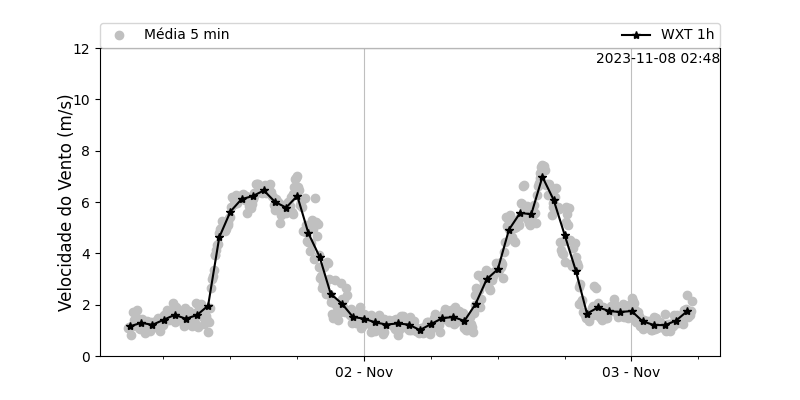 Média 5 min
WXT 1h
2023-11-08 02:48
Velocidade do Vento (m/s)
12
10
8
6
4
2
0
02 - Nov
03 - Nov